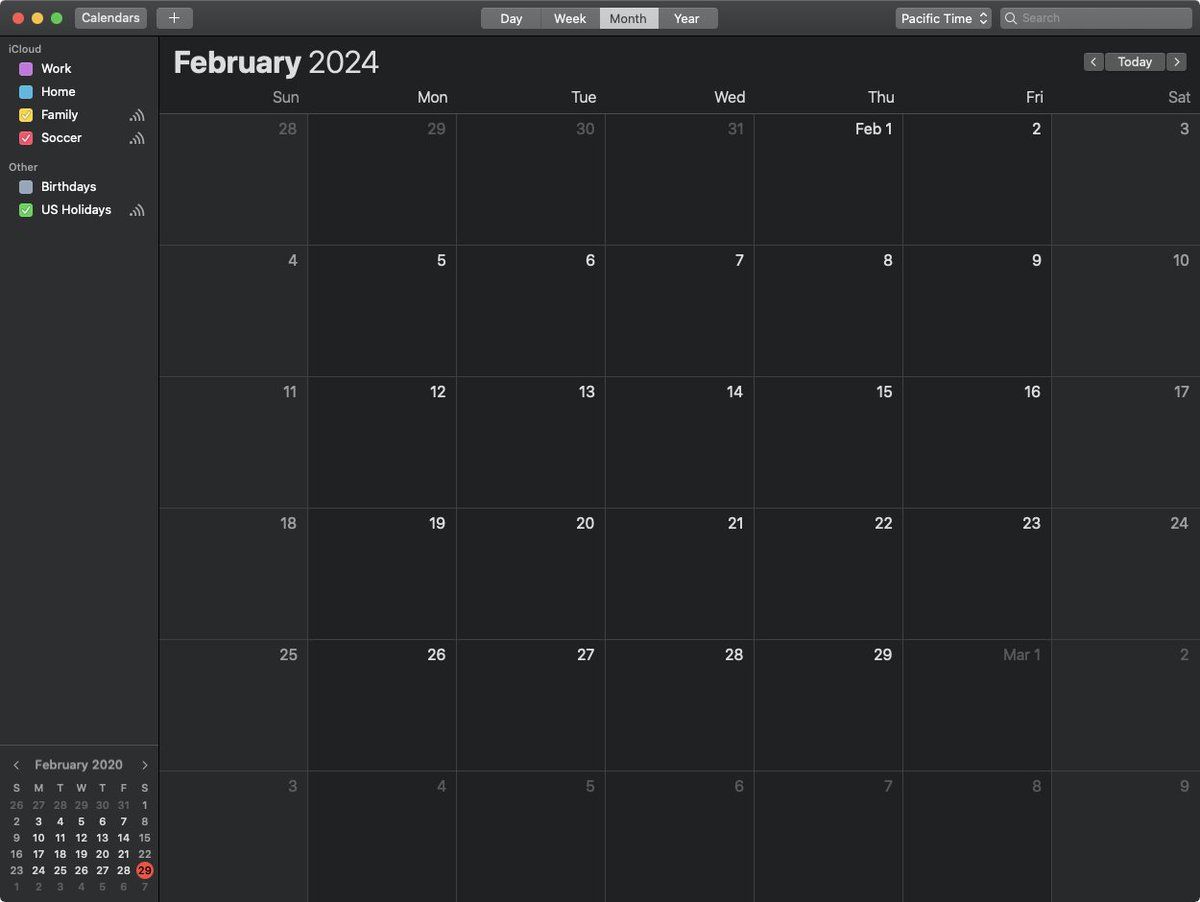 Calendars + Day Week Month Year Pacific Time Search
iCloud
Work
Home
Family
Soccer
Other
Birthdays
US Holidays
February 2024
< Today >
Sun Mon Tue Wed Thu Fri Sat
28 29 30 31 Feb 1 2 3
4 5 6 7 8 9 10
11 12 13 14 15 16 17
18 19 20 21 22 23 24
25 26 27 28 29 Mar 1 2
3 4 5 6 7 8 9
< February 2020 >
S M T W T F S
26 27 28 29 30 31 1
2 3 4 5 6 7 8
9 10 11 12 13 14 15
16 17 18 19 20 21 22
23 24 25 26 27 28 29
1 2 3 4 5 6 7